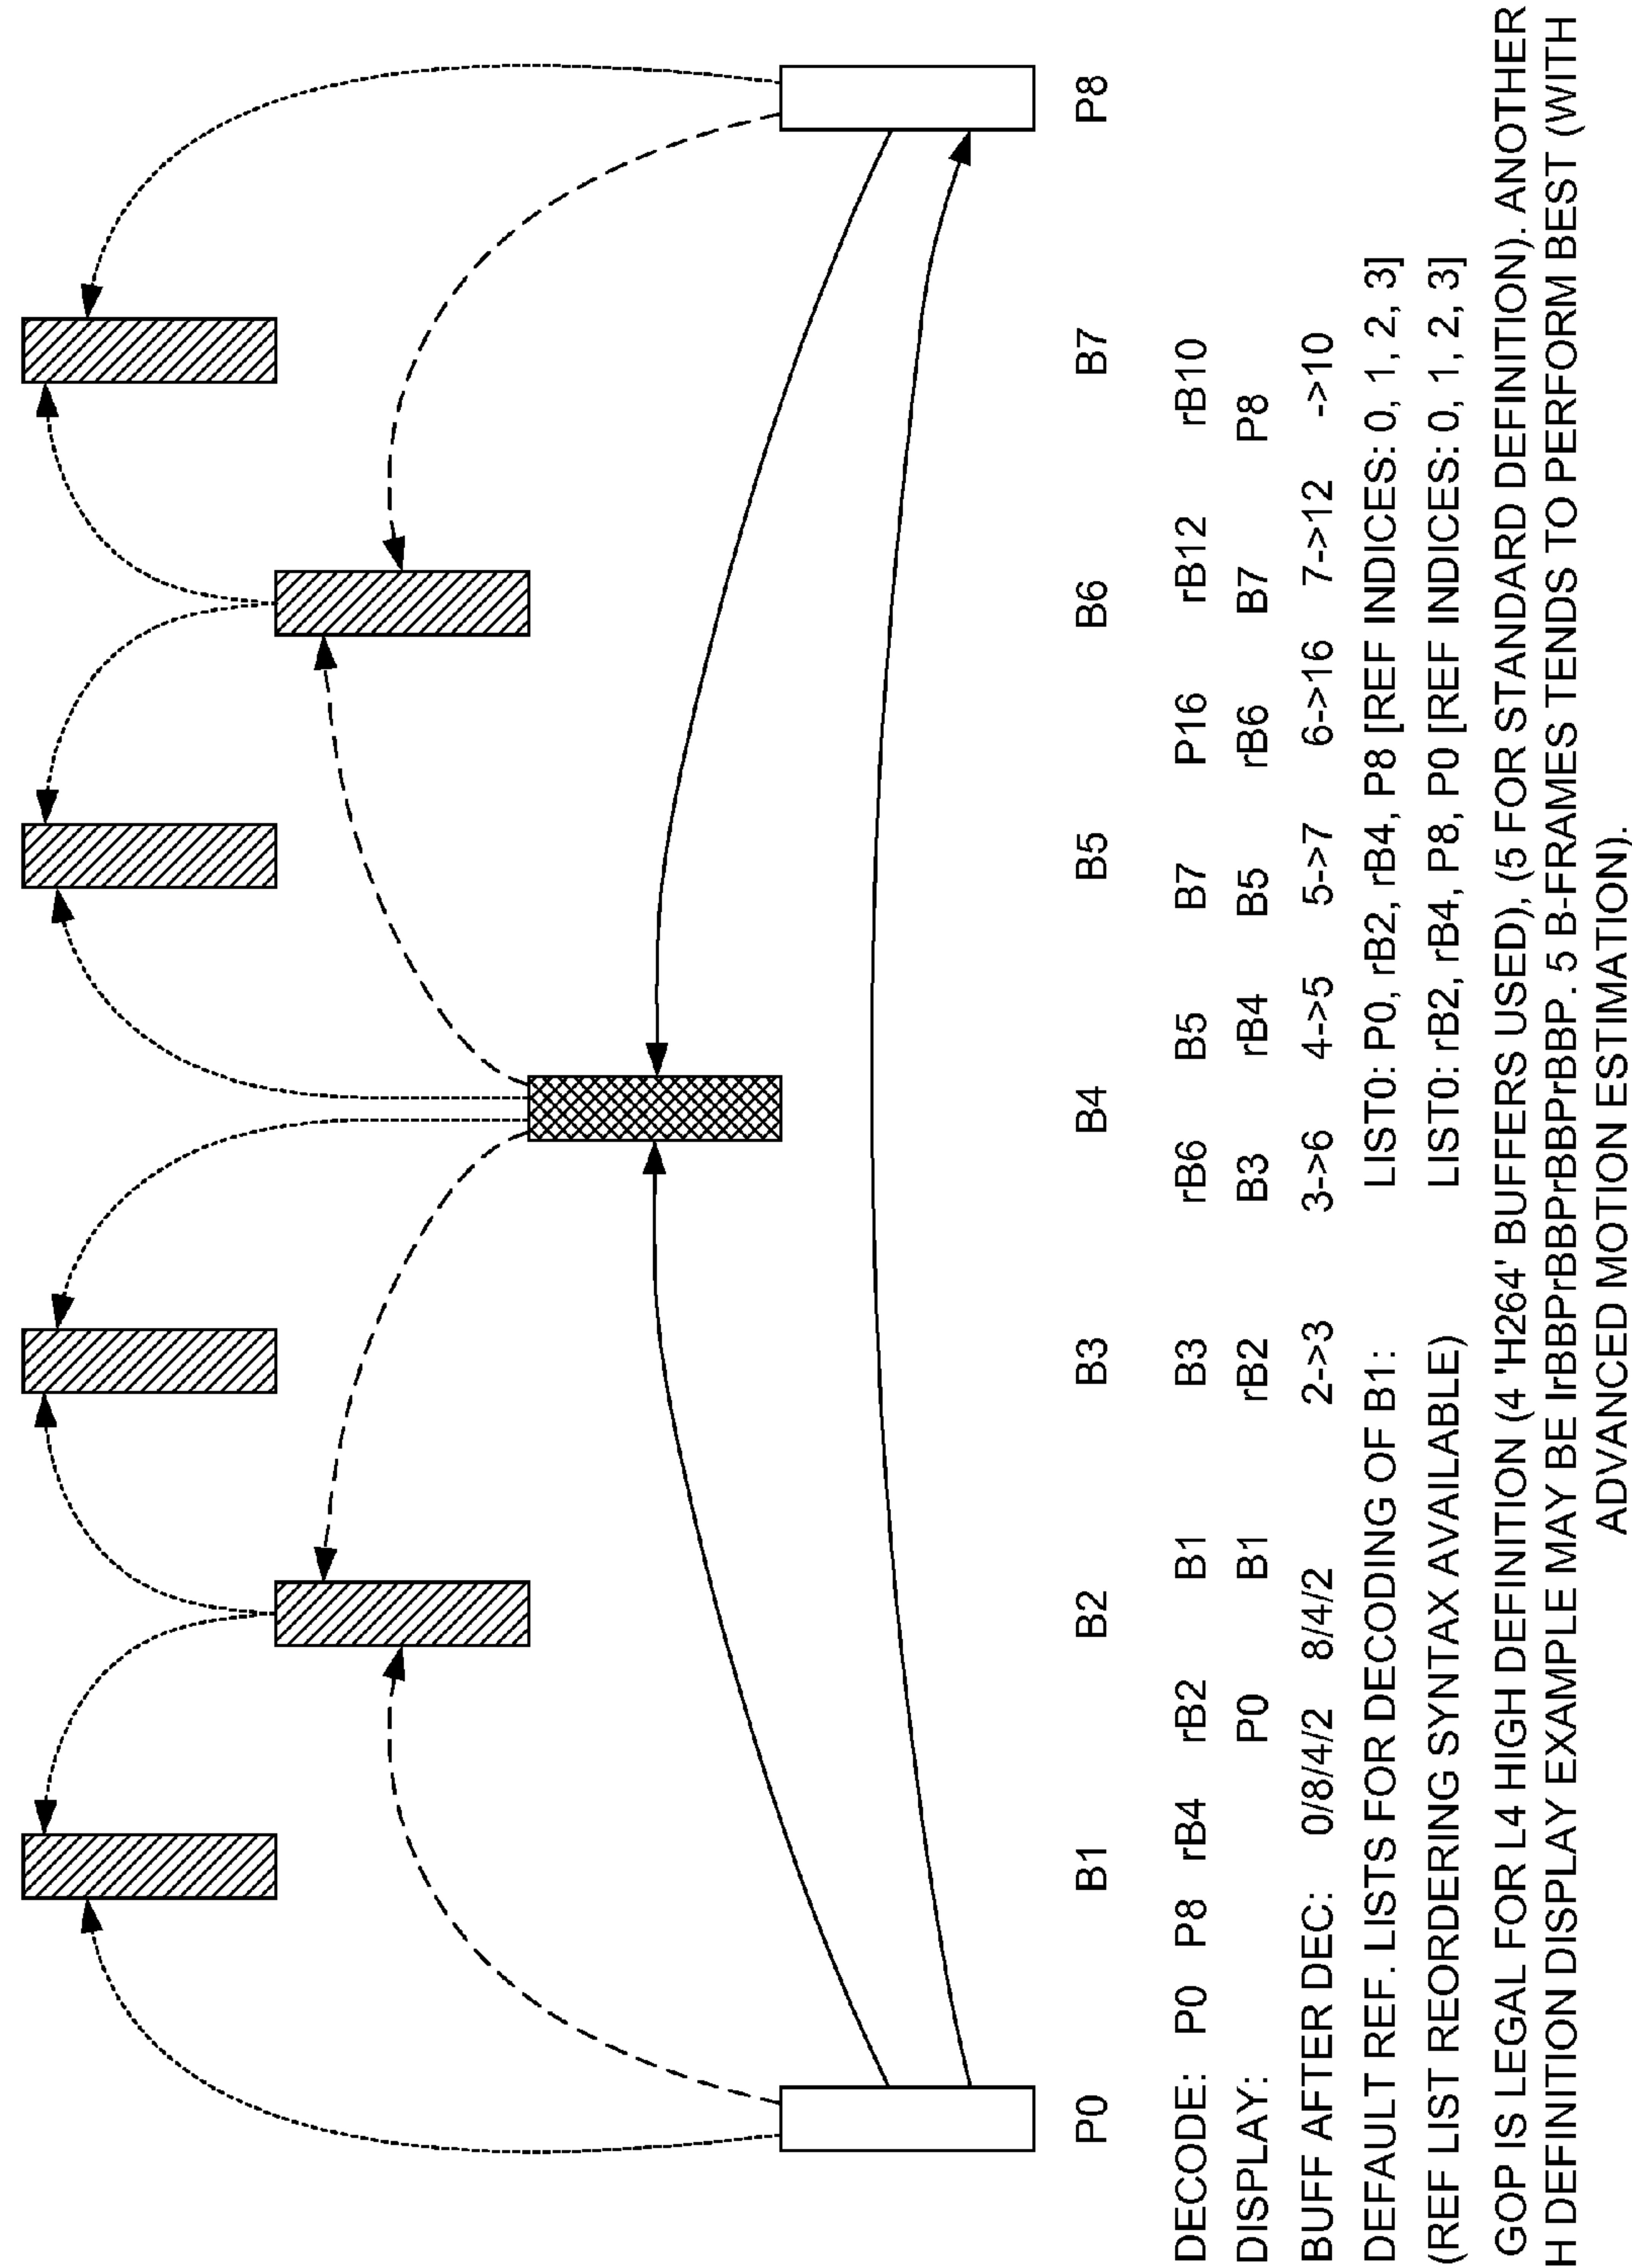 P0 B1 B2 B3 B4 B5 B6 B7 P8
DECODE: P0 P8 rB4 rB2 B1 B3 rB6 B5 B7 P16 rB12 rB10
DISPLAY: P0 B1 rB2 B3 rB4 B5 rB6 B7 P8
BUFF AFTER DEC: 0/8/4/2 8/4/2 2->3 3->6 4->5 5->7 6->16 7->12 ->10
DEFAULT REF. LISTS FOR DECODING OF B1: LIST0: P0, rB2, rB4, P8 [REF INDICES: 0, 1, 2, 3]
(REF LIST REORDERING SYNTAX AVAILABLE) LIST0: rB2, rB4, P8, P0 [REF INDICES: 0, 1, 2, 3]
GOP IS LEGAL FOR L4 HIGH DEFINITION (4 'H264' BUFFERS USED), (5 FOR STANDARD DEFINITION). ANOTHER
H DEFINITION DISPLAY EXAMPLE MAY BE IrBBPrBBPrBBPrBBP. 5 B-FRAMES TENDS TO PERFORM BEST (WITH
ADVANCED MOTION ESTIMATION).